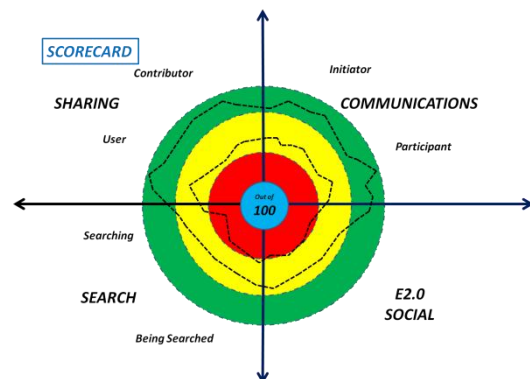 SCORECARD
Contributor
Initiator
SHARING
COMMUNICATIONS
User
Participant
Out of
100
Searching
SEARCH
E2.0
SOCIAL
Being Searched